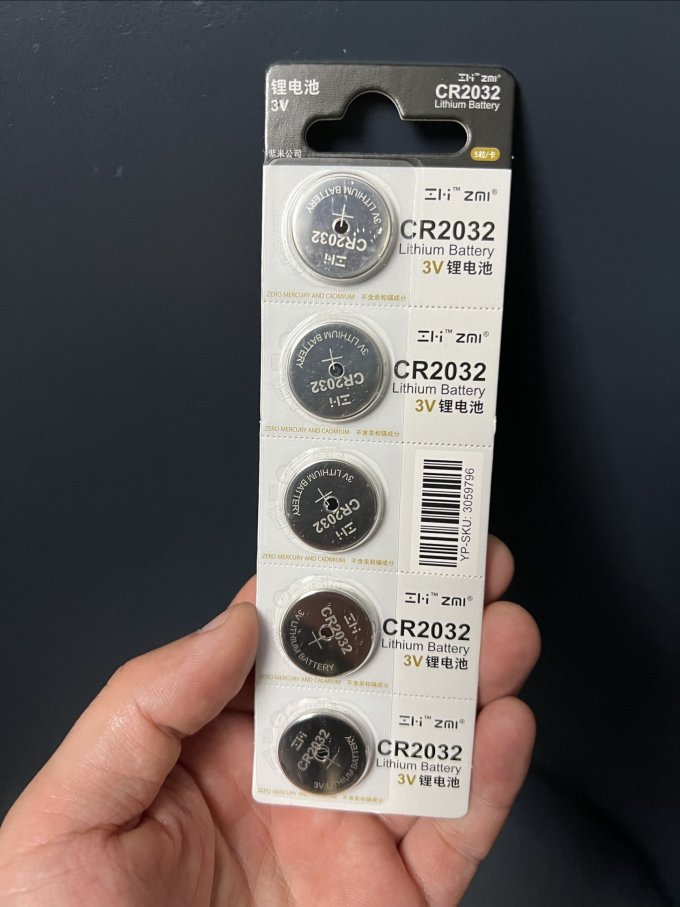 锂电池
3V
ZMI™ ZMI®
CR2032
Lithium Battery
紫米公司
5粒/卡
3V LITHIUM BATTERY
+
CR2032
ZMI
ZMI™ ZMI®
CR2032
Lithium Battery
3V 锂电池
ZERO MERCURY AND CADMIUM 不含汞和镉成分
3V LITHIUM BATTERY
+
CR2032
ZMI
ZMI™ ZMI®
CR2032
Lithium Battery
3V 锂电池
ZERO MERCURY AND CADMIUM 不含汞和镉成分
3V LITHIUM BATTERY
+
CR2032
ZMI
YP-SKU: 3059796
ZERO MERCURY AND CADMIUM 不含汞和镉成分
ZMI
CR2032
+
3V LITHIUM BATTERY
ZMI™ ZMI®
CR2032
Lithium Battery
3V 锂电池
ZERO MERCURY AND CADMIUM 不含汞和镉成分
ZMI
CR2032
+
3V LITHIUM BATTERY
ZMI™ ZMI®
CR2032
Lithium Battery
3V 锂电池
ZERO MERCURY AND CADMIUM 不含汞和镉成分